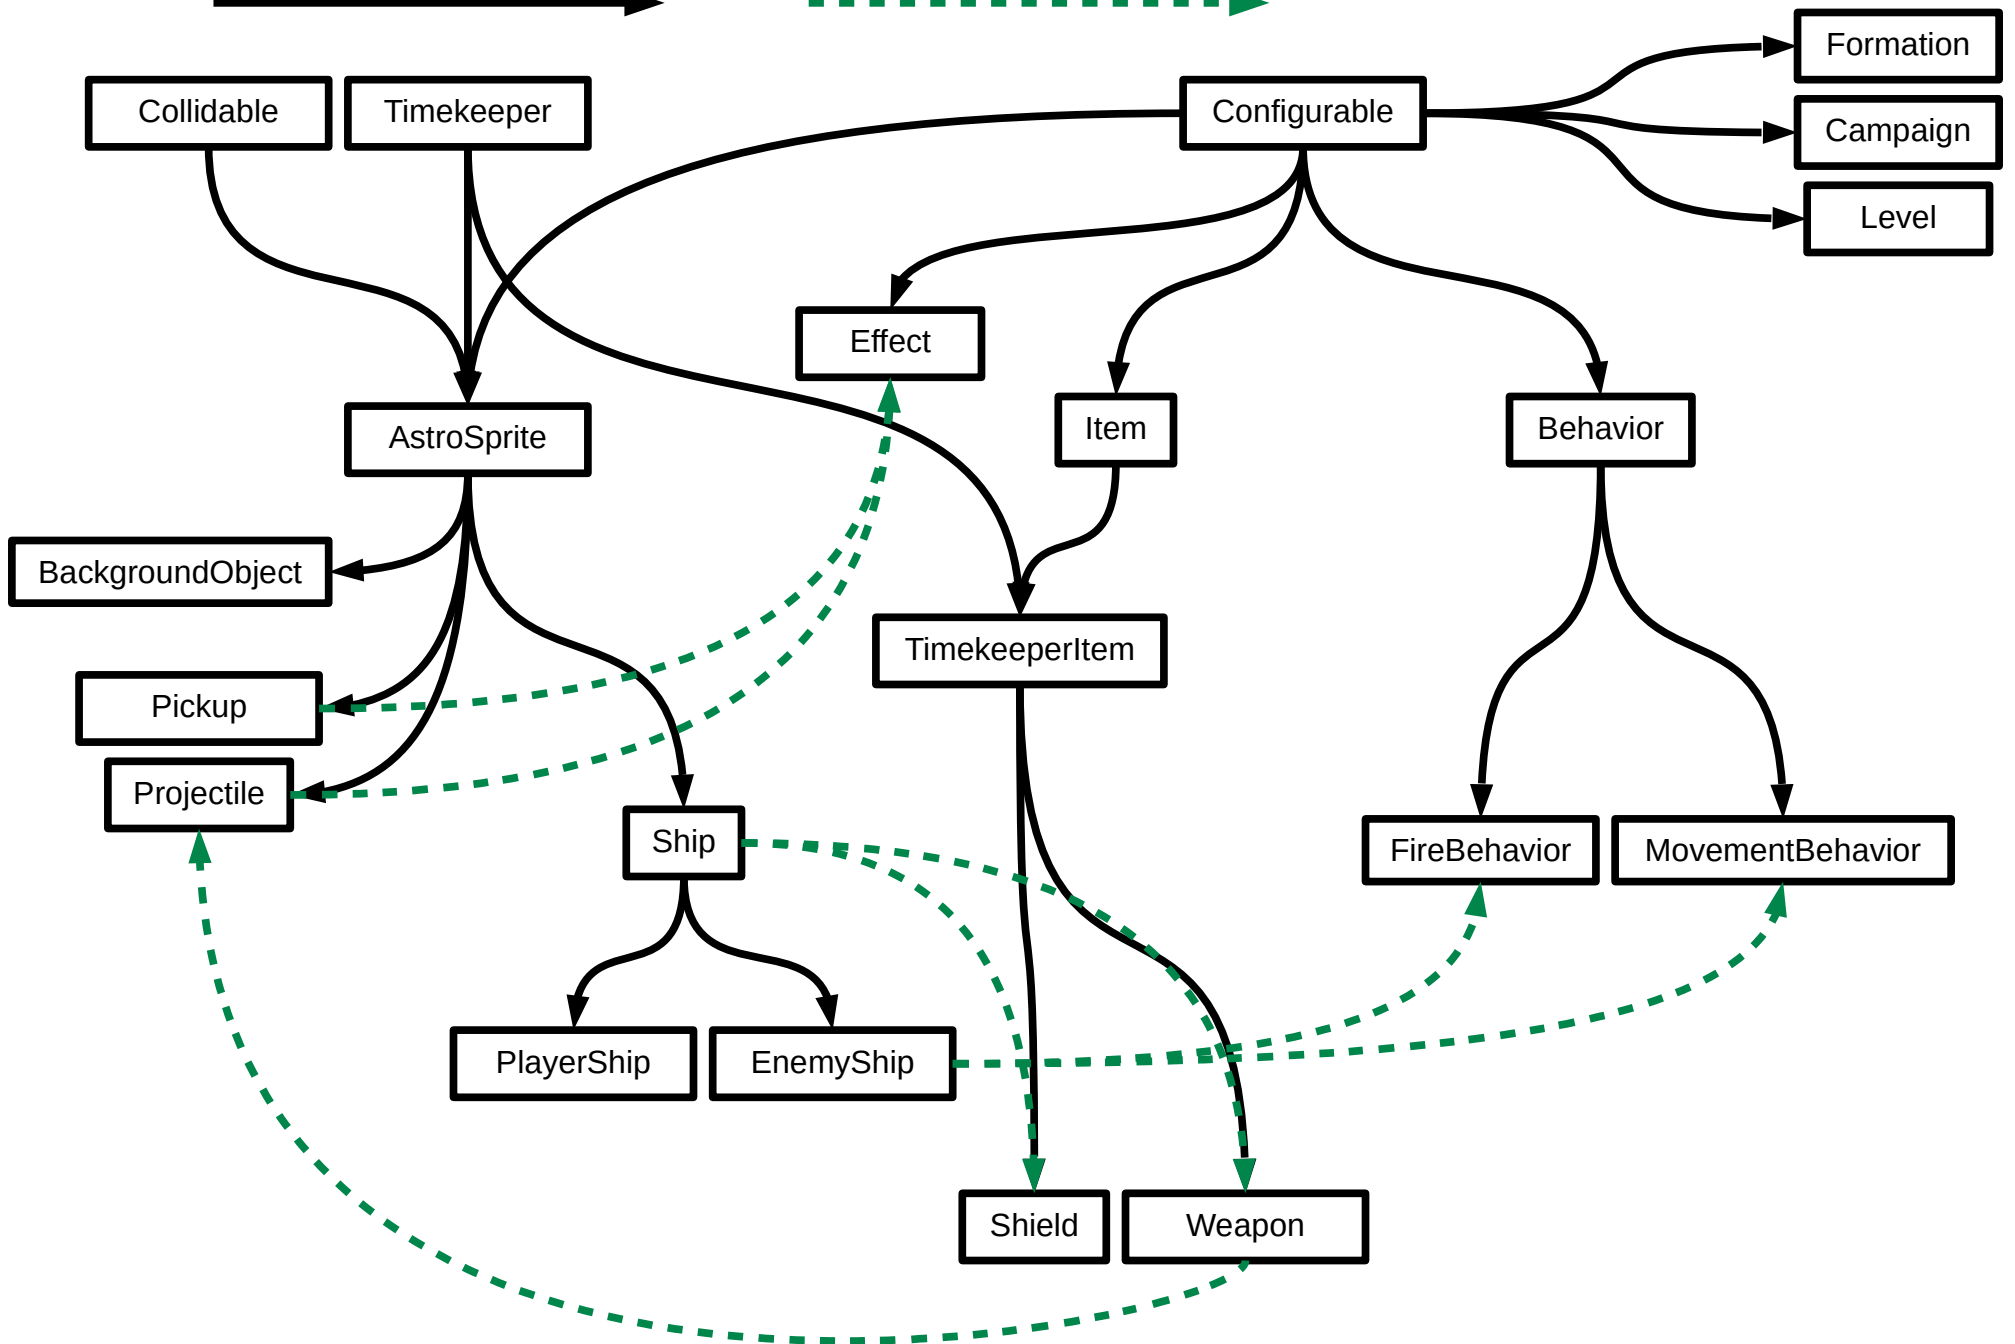 Formation
Collidable
Timekeeper
Configurable
Campaign
Level
Effect
AstroSprite
Item
Behavior
BackgroundObject
TimekeeperItem
Pickup
Projectile
Ship
FireBehavior
MovementBehavior
PlayerShip
EnemyShip
Shield
Weapon